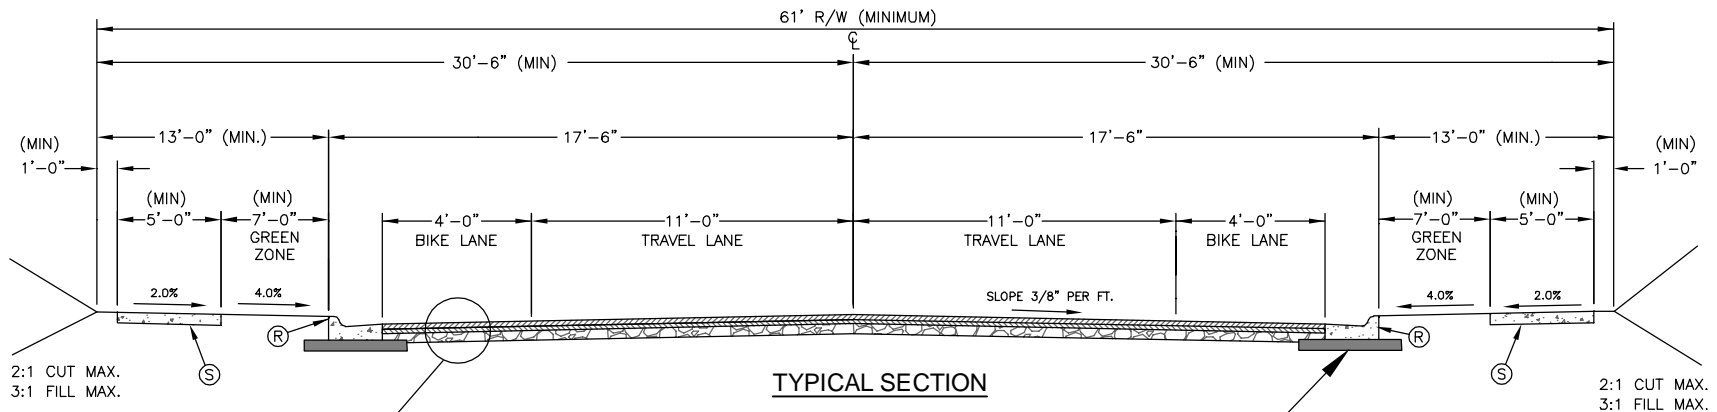 61' R/W (MINIMUM)
℄
30'-6" (MIN)
30'-6" (MIN)
13'-0" (MIN.)
17'-6"
17'-6"
13'-0" (MIN.)
(MIN)
1'-0"
(MIN)
1'-0"
(MIN)
5'-0"
(MIN)
7'-0"
GREEN
ZONE
4'-0"
BIKE LANE
11'-0"
TRAVEL LANE
11'-0"
TRAVEL LANE
4'-0"
BIKE LANE
(MIN)
7'-0"
GREEN
ZONE
(MIN)
5'-0"
2.0%
4.0%
SLOPE 3/8" PER FT.
4.0%
2.0%
R
R
S
S
2:1 CUT MAX.
3:1 FILL MAX.
TYPICAL SECTION
2:1 CUT MAX.
3:1 FILL MAX.